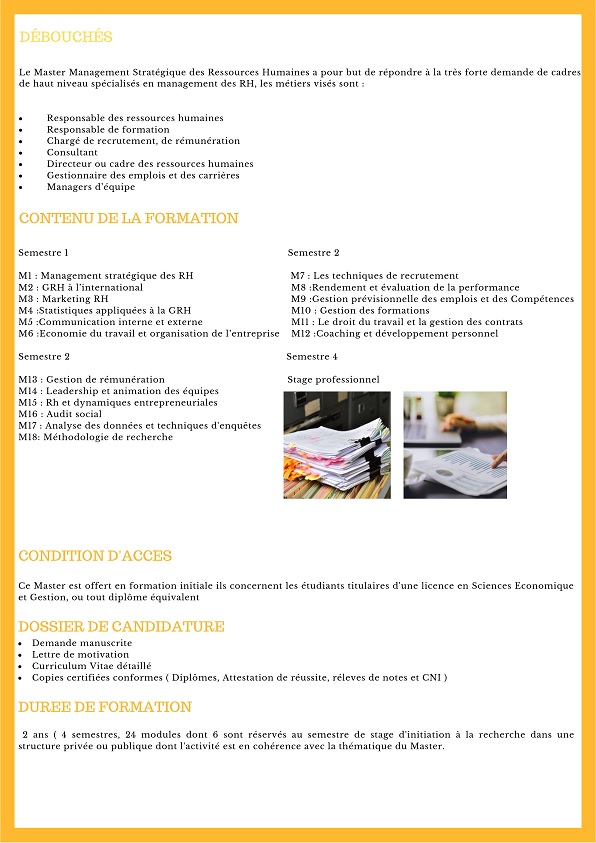 DÉBOUCHÉS
Le Master Management Stratégique des Ressources Humaines a pour but de répondre à la très forte demande de cadres
de haut niveau spécialisés en management des RH, les métiers visés sont :
• Responsable des ressources humaines
• Responsable de formation
• Chargé de recrutement, de rémunération
• Consultant
• Directeur ou cadre des ressources humaines
• Gestionnaire des emplois et des carrières
• Managers d'équipe
CONTENU DE LA FORMATION
Semestre 1
M1 : Management stratégique des RH
M2 : GRH à l'international
M3 : Marketing RH
M4 :Statistiques appliquées à la GRH
M5 :Communication interne et externe
M6 :Economie du travail et organisation de l'entreprise
Semestre 2
M7 : Les techniques de recrutement
M8 :Rendement et évaluation de la performance
M9 :Gestion prévisionnelle des emplois et des Compétences
M10 : Gestion des formations
M11 : Le droit du travail et la gestion des contrats
M12 :Coaching et développement personnel
Semestre 2
M13 : Gestion de rémunération
M14 : Leadership et animation des équipes
M15 : Rh et dynamiques entrepreneuriales
M16 : Audit social
M17 : Analyse des données et techniques d'enquêtes
M18: Méthodologie de recherche
Semestre 4
Stage professionnel
CONDITION D'ACCES
Ce Master est offert en formation initiale ils concernent les étudiants titulaires d'une licence en Sciences Economique
et Gestion, ou tout diplôme équivalent
DOSSIER DE CANDIDATURE
• Demande manuscrite
• Lettre de motivation
• Curriculum Vitae détaillé
• Copies certifiées conformes ( Diplômes, Attestation de réussite, réleves de notes et CNI )
DUREE DE FORMATION
2 ans ( 4 semestres, 24 modules dont 6 sont réservés au semestre de stage d'initiation à la recherche dans une
structure privée ou publique dont l'activité est en cohérence avec la thématique du Master.